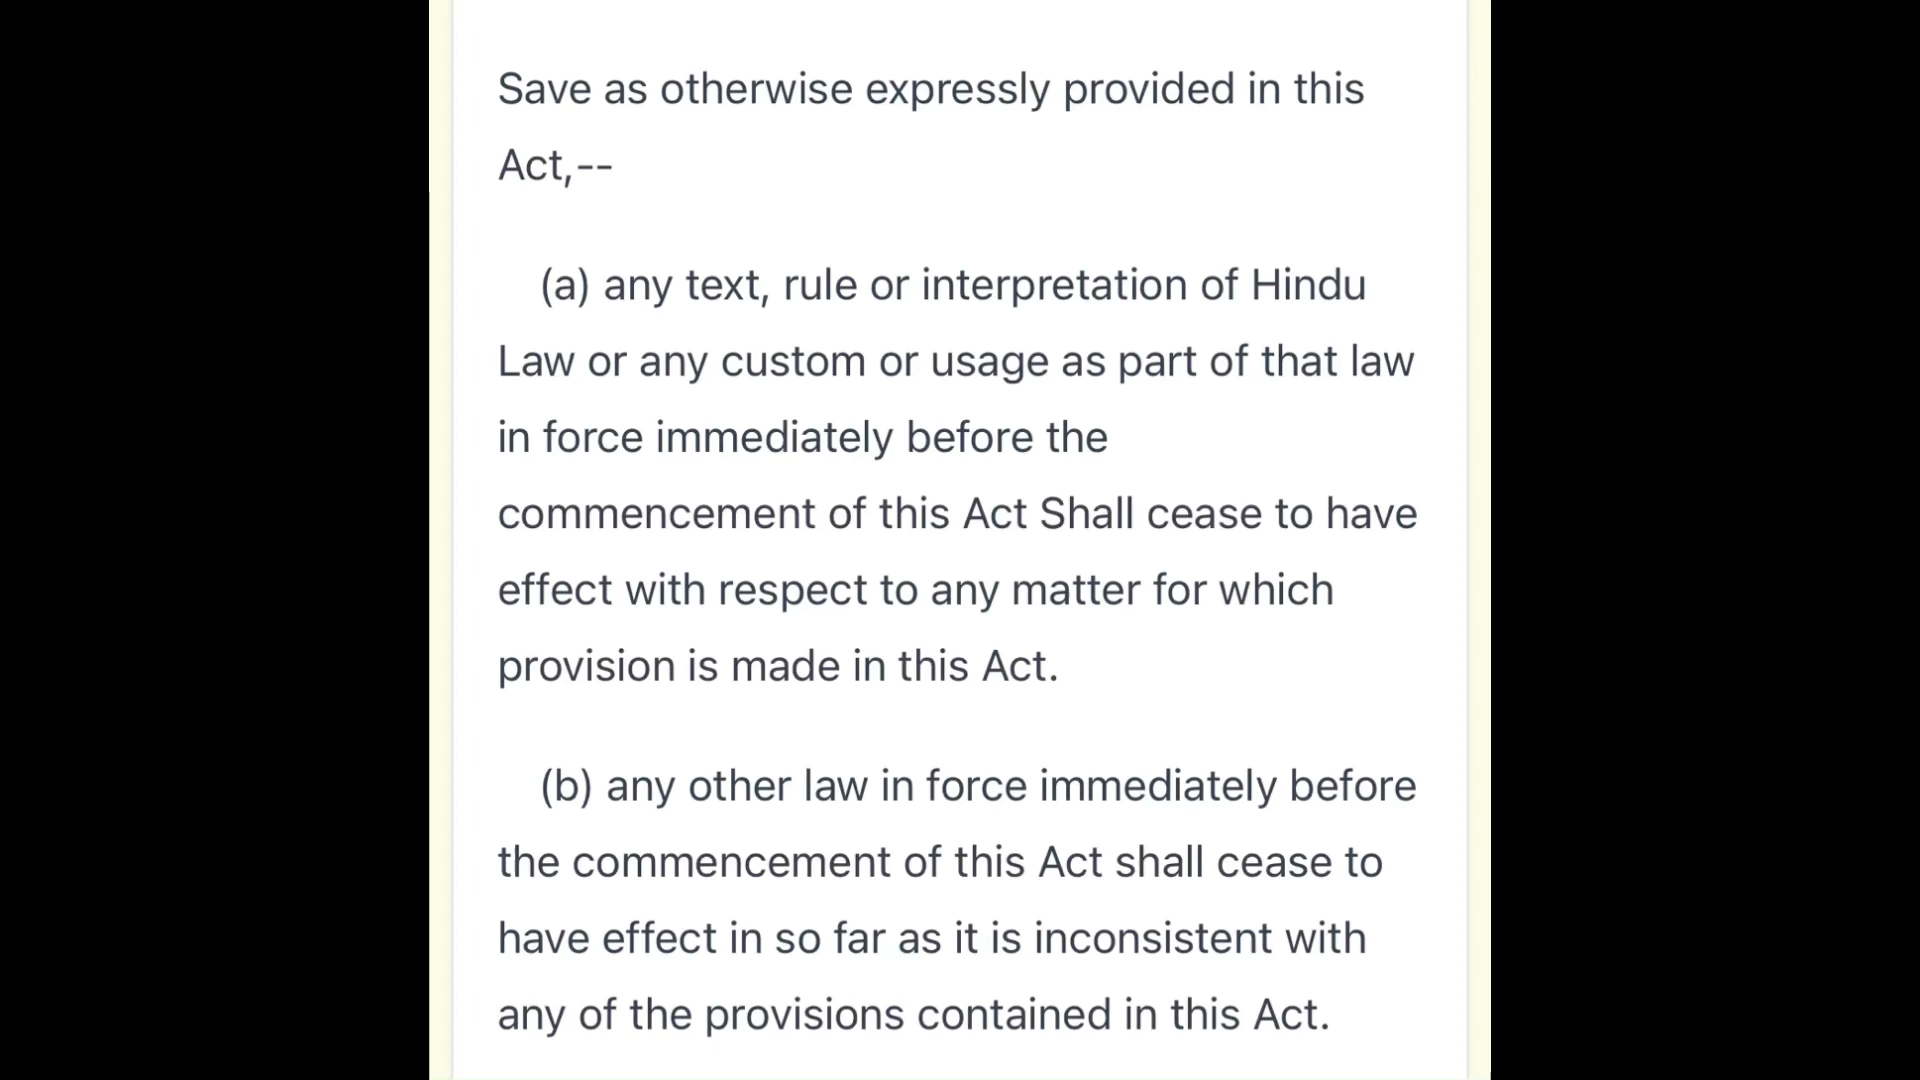 Save as otherwise expressly provided in this
Act,--
(a) any text, rule or interpretation of Hindu
Law or any custom or usage as part of that law
in force immediately before the
commencement of this Act Shall cease to have
effect with respect to any matter for which
provision is made in this Act.
(b) any other law in force immediately before
the commencement of this Act shall cease to
have effect in so far as it is inconsistent with
any of the provisions contained in this Act.